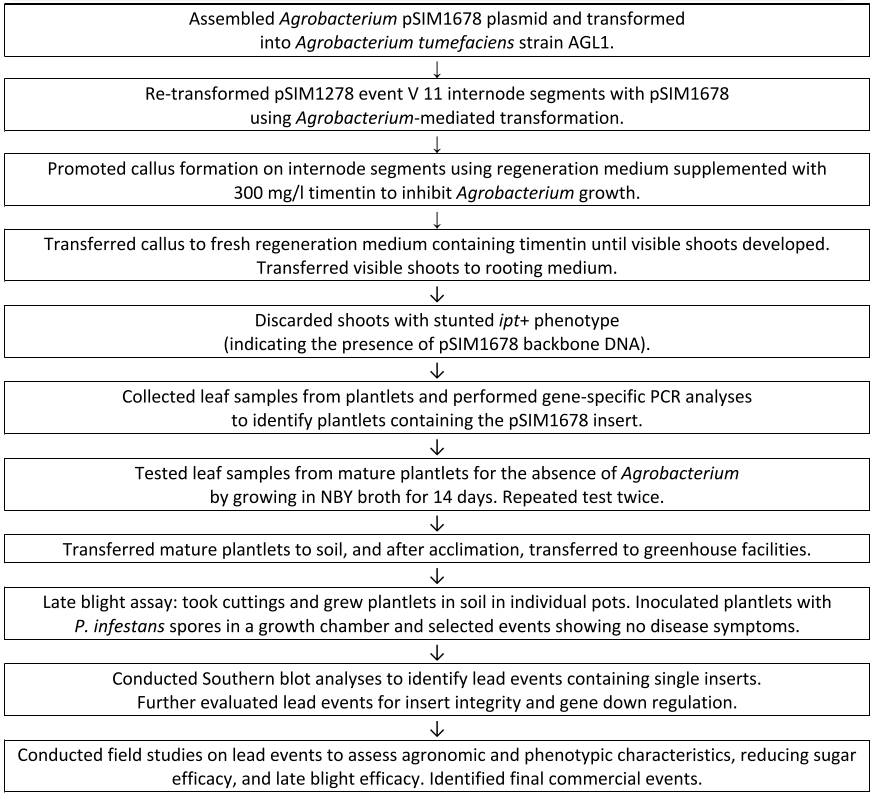 Assembled Agrobacterium pSIM1678 plasmid and transformed
into Agrobacterium tumefaciens strain AGL1.
↓
Re-transformed pSIM1278 event V 11 internode segments with pSIM1678
using Agrobacterium-mediated transformation.
↓
Promoted callus formation on internode segments using regeneration medium supplemented with
300 mg/l timentin to inhibit Agrobacterium growth.
↓
Transferred callus to fresh regeneration medium containing timentin until visible shoots developed.
Transferred visible shoots to rooting medium.
↓
Discarded shoots with stunted ipt+ phenotype
(indicating the presence of pSIM1678 backbone DNA).
↓
Collected leaf samples from plantlets and performed gene-specific PCR analyses
to identify plantlets containing the pSIM1678 insert.
↓
Tested leaf samples from mature plantlets for the absence of Agrobacterium
by growing in NBY broth for 14 days. Repeated test twice.
↓
Transferred mature plantlets to soil, and after acclimation, transferred to greenhouse facilities.
↓
Late blight assay: took cuttings and grew plantlets in soil in individual pots. Inoculated plantlets with
P. infestans spores in a growth chamber and selected events showing no disease symptoms.
↓
Conducted Southern blot analyses to identify lead events containing single inserts.
Further evaluated lead events for insert integrity and gene down regulation.
↓
Conducted field studies on lead events to assess agronomic and phenotypic characteristics, reducing sugar
efficacy, and late blight efficacy. Identified final commercial events.